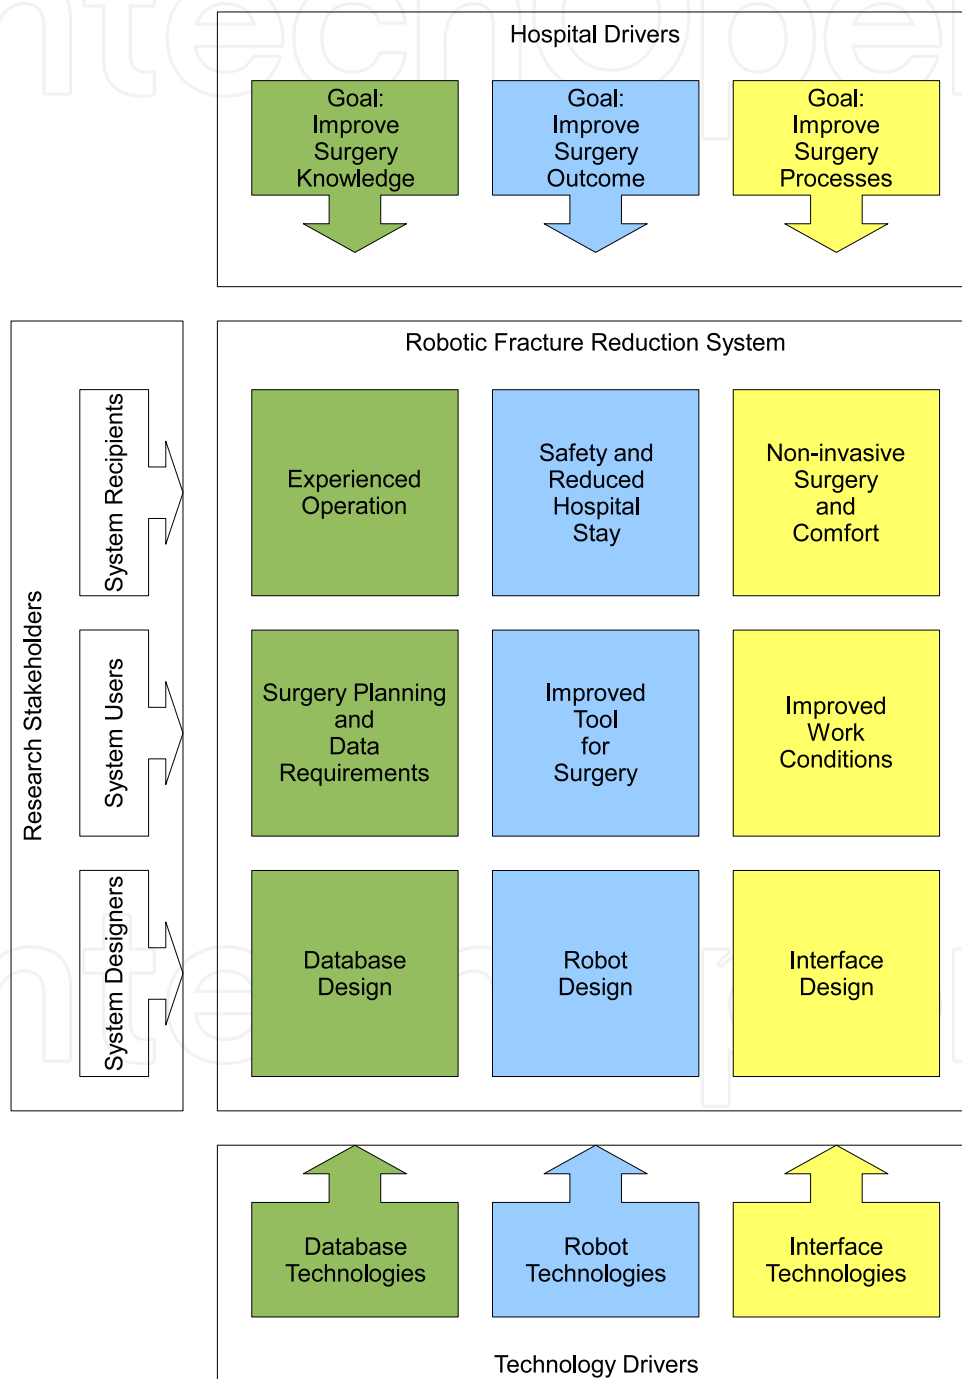 Hospital Drivers
Goal:
Improve
Surgery
Knowledge
Goal:
Improve
Surgery
Outcome
Goal:
Improve
Surgery
Processes
Robotic Fracture Reduction System
Research Stakeholders
System Recipients
Experienced
Operation
Safety and
Reduced
Hospital
Stay
Non-invasive
Surgery
and
Comfort
System Users
Surgery Planning
and
Data
Requirements
Improved
Tool
for
Surgery
Improved
Work
Conditions
System Designers
Database
Design
Robot
Design
Interface
Design
Database
Technologies
Robot
Technologies
Interface
Technologies
Technology Drivers